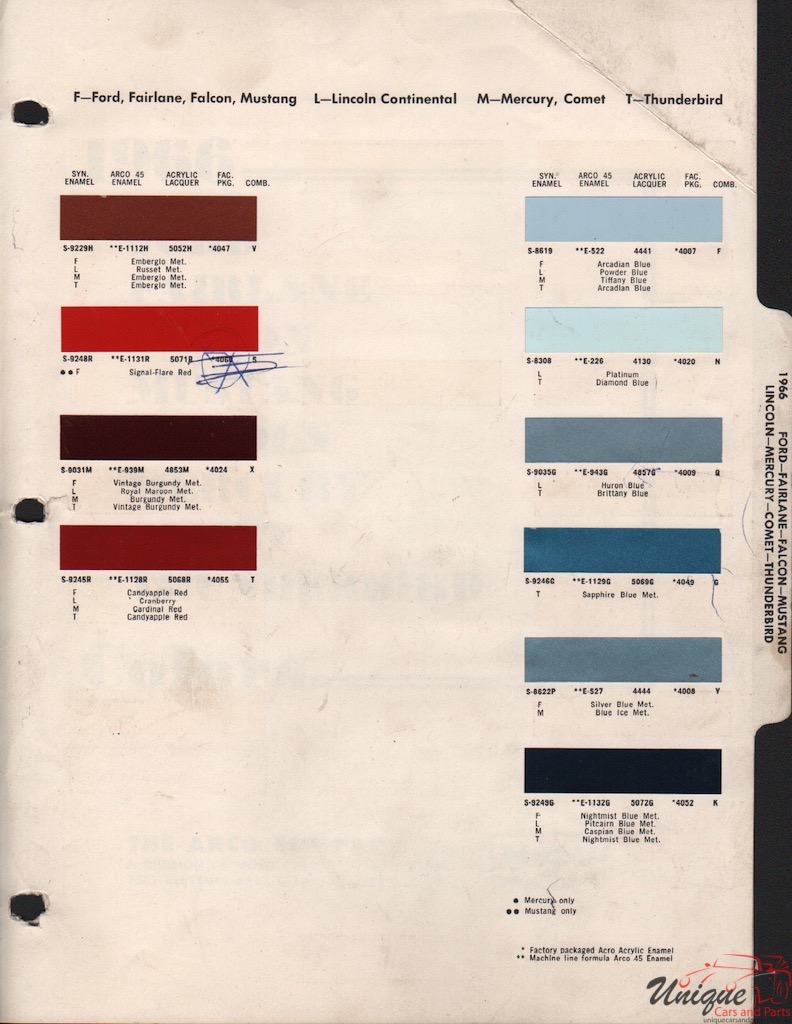 F—Ford, Fairlane, Falcon, Mustang L—Lincoln Continental M—Mercury, Comet T—Thunderbird
SYN. ENAMEL ARCO 45 ENAMEL ACRYLIC LACQUER FAC. PKG. COMB.
S-9229H **E-1112H 5052H *4047 V
F Emberglo Met.
L Russet Met.
M Emberglo Met.
T Emberglo Met.
S-9248R **E-1131R 5071R *4060 S
●● F Signal-Flare Red
S-9031M **E-939M 4853M *4024 X
F Vintage Burgundy Met.
L Royal Maroon Met.
M Burgundy Met.
T Vintage Burgundy Met.
S-9245R **E-1128R 5068R *4055 T
F Candyapple Red
L Cranberry
M Cardinal Red
T Candyapple Red
SYN. ENAMEL ARCO 45 ENAMEL ACRYLIC LACQUER FAC. PKG. COMB.
S-8619 **E-522 4441 *4007 F
F Arcadian Blue
L Powder Blue
M Tiffany Blue
T Arcadian Blue
S-8308 **E-226 4130 *4020 N
L Platinum
T Diamond Blue
S-9035G **E-943G 4857G *4009 Q
L Huron Blue
T Brittany Blue
S-9246G **E-1129G 5069G *4049 G
T Sapphire Blue Met.
S-8622P **E-527 4444 *4008 Y
F Silver Blue Met.
M Blue Ice Met.
S-9249G **E-1132G 5072G *4052 K
F Nightmist Blue Met.
L Pitcairn Blue Met.
M Caspian Blue Met.
T Nightmist Blue Met.
● Mercury only
●● Mustang only
* Factory packaged Acro Acrylic Enamel
** Machine line formula Arco 45 Enamel
1966 FORD—FAIRLANE—FALCON—MUSTANG
LINCOLN—MERCURY—COMET—THUNDERBIRD
Unique
Cars and Parts